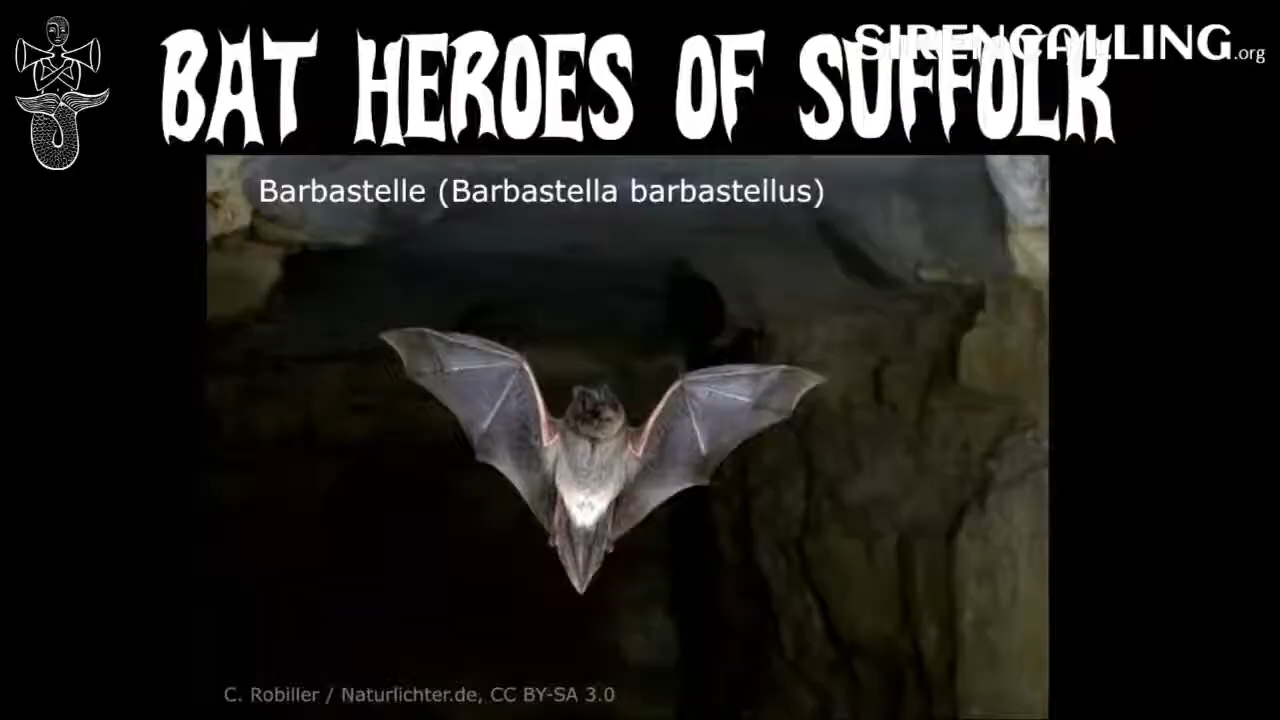 BAT HEROES OF SUFFOLK
SIRENCALLING.org
Barbastelle (Barbastella barbastellus)
C. Robiller / Naturlichter.de, CC BY-SA 3.0